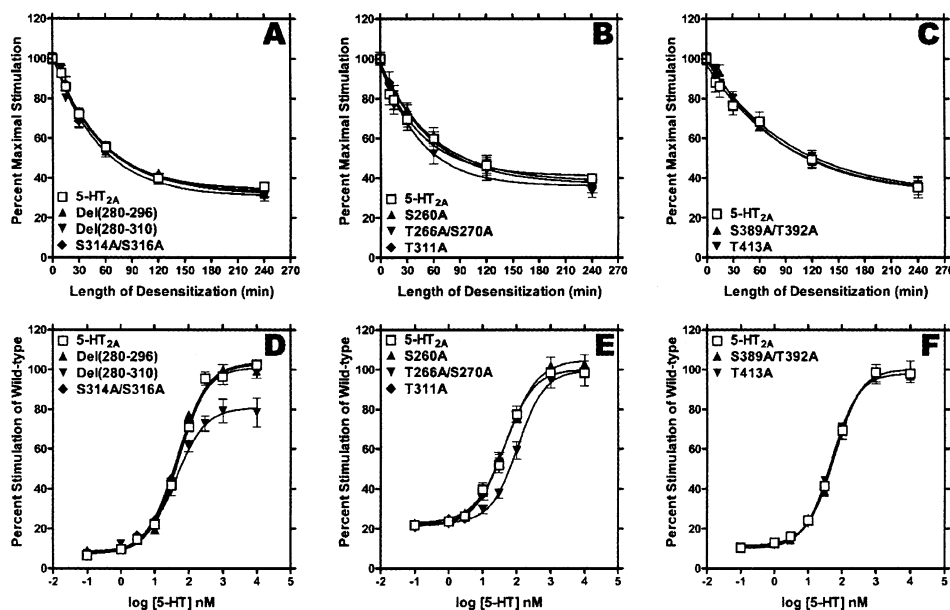 A
Percent Maximal Stimulation
120
100
80
60
40
20
0
5-HT2A
Del(280-296)
Del(280-310)
S314A/S316A
0 30 60 90 120 150 180 210 240 270
Length of Desensitization (min)
B
Percent Maximal Stimulation
120
100
80
60
40
20
0
5-HT2A
S260A
T266A/S270A
T311A
0 30 60 90 120 150 180 210 240 270
Length of Desensitization (min)
C
Percent Maximal Stimulation
120
100
80
60
40
20
0
5-HT2A
S389A/T392A
T413A
0 30 60 90 120 150 180 210 240 270
Length of Desensitization (min)
D
Percent Stimulation of Wild-type
120
100
80
60
40
20
0
5-HT2A
Del(280-296)
Del(280-310)
S314A/S316A
-2 -1 0 1 2 3 4 5
log [5-HT] nM
E
Percent Stimulation of Wild-type
120
100
80
60
40
20
0
5-HT2A
S260A
T266A/S270A
T311A
-2 -1 0 1 2 3 4 5
log [5-HT] nM
F
Percent Stimulation of Wild-type
120
100
80
60
40
20
0
5-HT2A
S389A/T392A
T413A
-2 -1 0 1 2 3 4 5
log [5-HT] nM